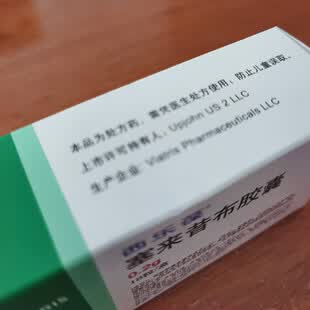 本品为处方药，需凭医生处方使用，防止儿童误取。
上市许可持有人：Upjohn US 2 LLC
生产企业：Viatris Pharmaceuticals LLC
西乐葆
塞来昔布胶囊
0.2g